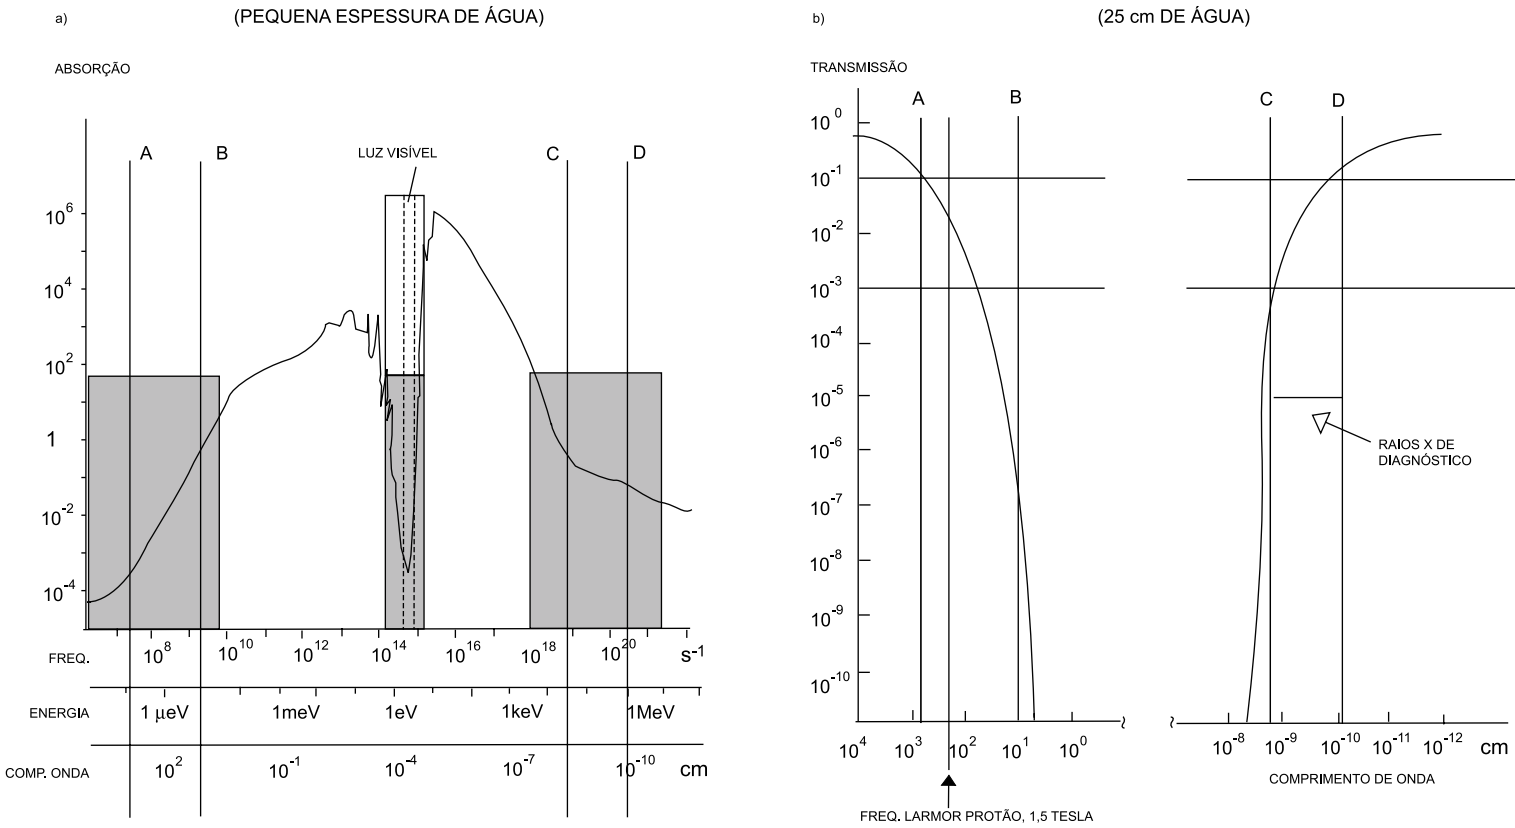 a)
(PEQUENA ESPESSURA DE ÁGUA)
ABSORÇÃO
A
B
LUZ VISÍVEL
C
D
10^6
10^4
10^2
1
10^-2
10^-4
FREQ.
10^8 10^10 10^12 10^14 10^16 10^18 10^20 s^-1
ENERGIA
1 µeV 1meV 1eV 1keV 1MeV
COMP. ONDA
10^2 10^-1 10^-4 10^-7 10^-10 cm
b)
(25 cm DE ÁGUA)
TRANSMISSÃO
A
B
C
D
10^0
10^-1
10^-2
10^-3
10^-4
10^-5
10^-6
10^-7
10^-8
10^-9
10^-10
RAIOS X DE
DIAGNÓSTICO
~ ~
10^4 10^3 10^2 10^1 10^0
10^-8 10^-9 10^-10 10^-11 10^-12 cm
COMPRIMENTO DE ONDA
FREQ. LARMOR PROTÃO, 1,5 TESLA